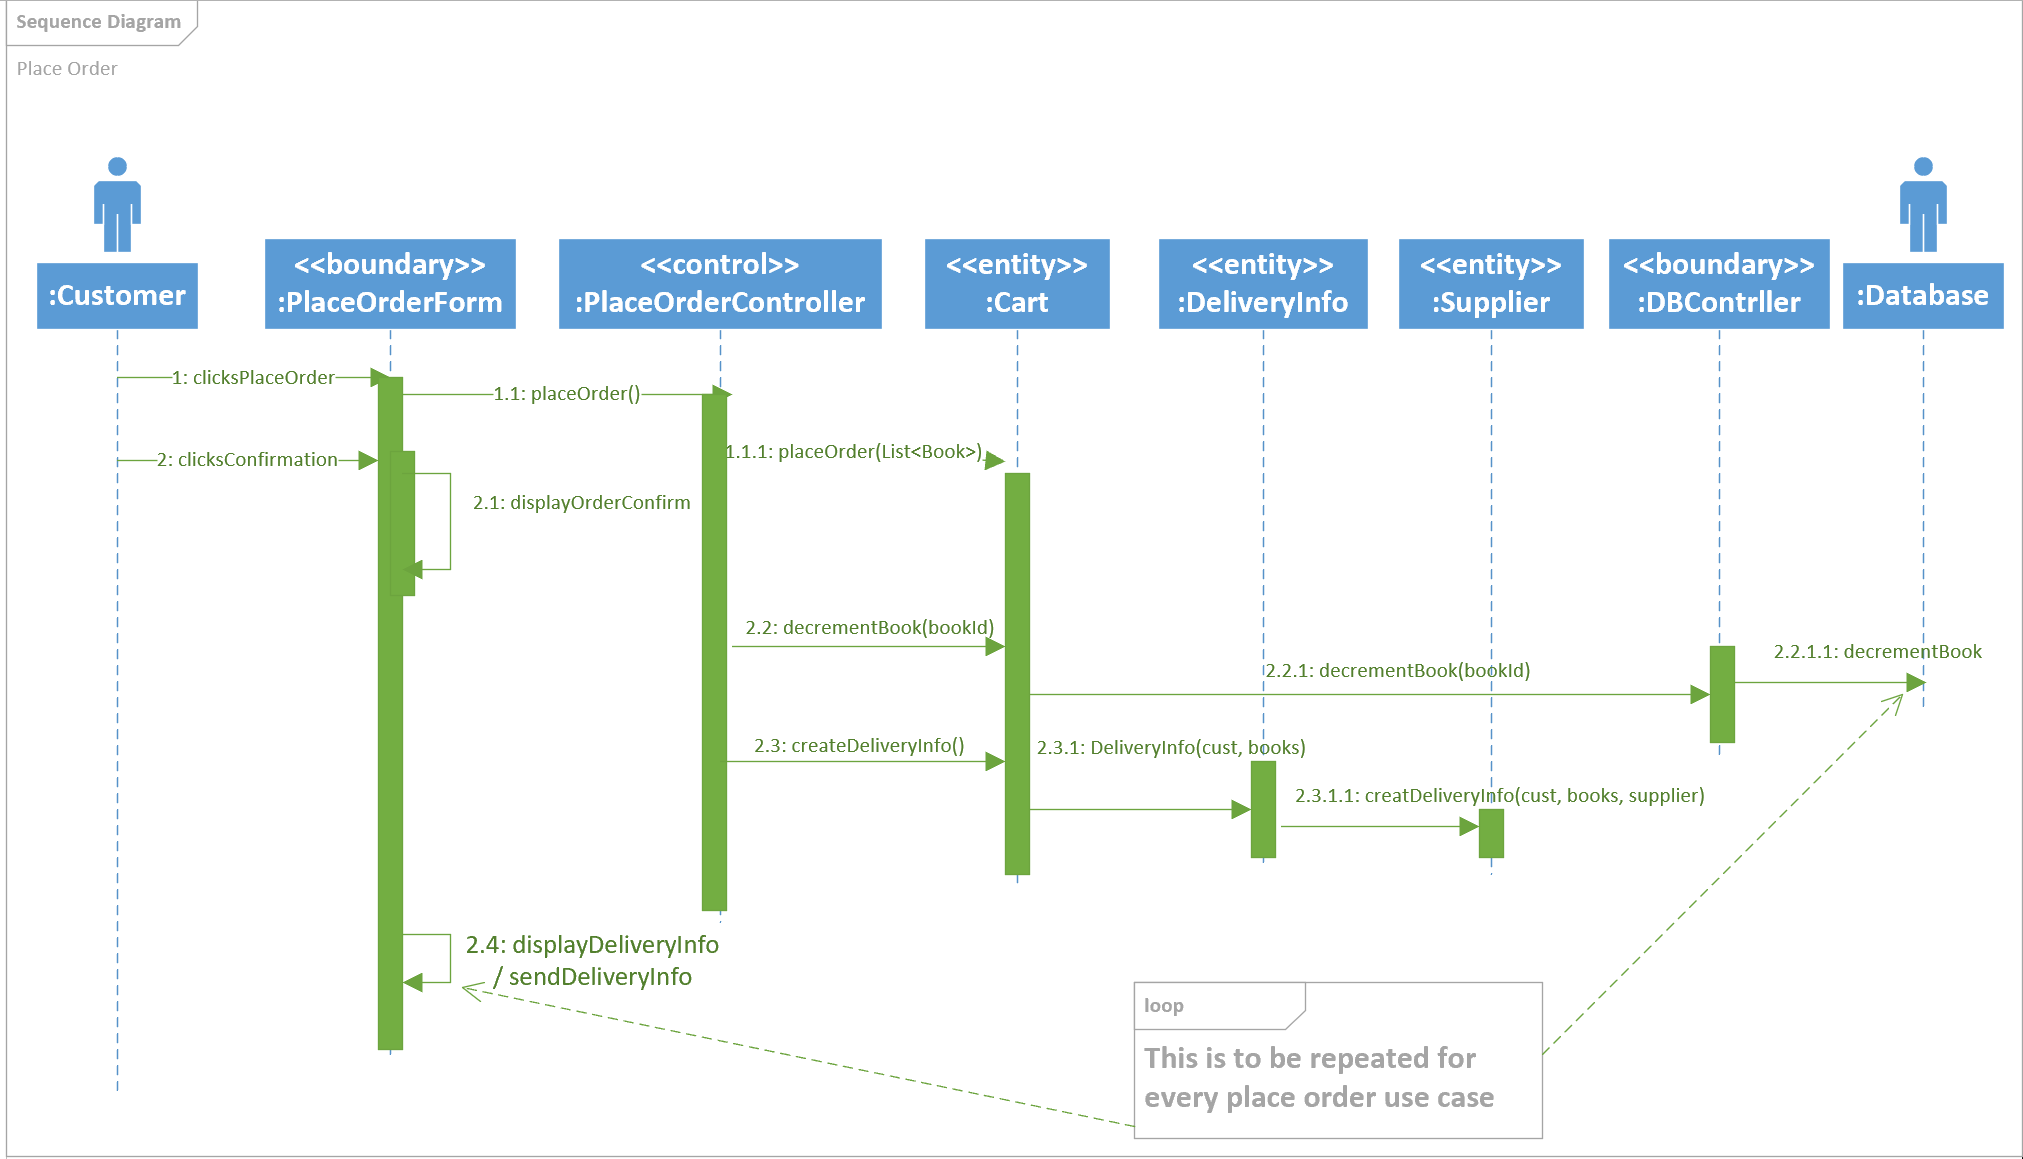 Sequence Diagram
Place Order
:Customer
<<boundary>>
:PlaceOrderForm
<<control>>
:PlaceOrderController
<<entity>>
:Cart
<<entity>>
:DeliveryInfo
<<entity>>
:Supplier
<<boundary>>
:DBContrller
:Database
1: clicksPlaceOrder
1.1: placeOrder()
1.1.1: placeOrder(List<Book>)
2: clicksConfirmation
2.1: displayOrderConfirm
2.2: decrementBook(bookId)
2.2.1: decrementBook(bookId)
2.2.1.1: decrementBook
2.3: createDeliveryInfo()
2.3.1: DeliveryInfo(cust, books)
2.3.1.1: creatDeliveryInfo(cust, books, supplier)
2.4: displayDeliveryInfo
/ sendDeliveryInfo
loop
This is to be repeated for
every place order use case